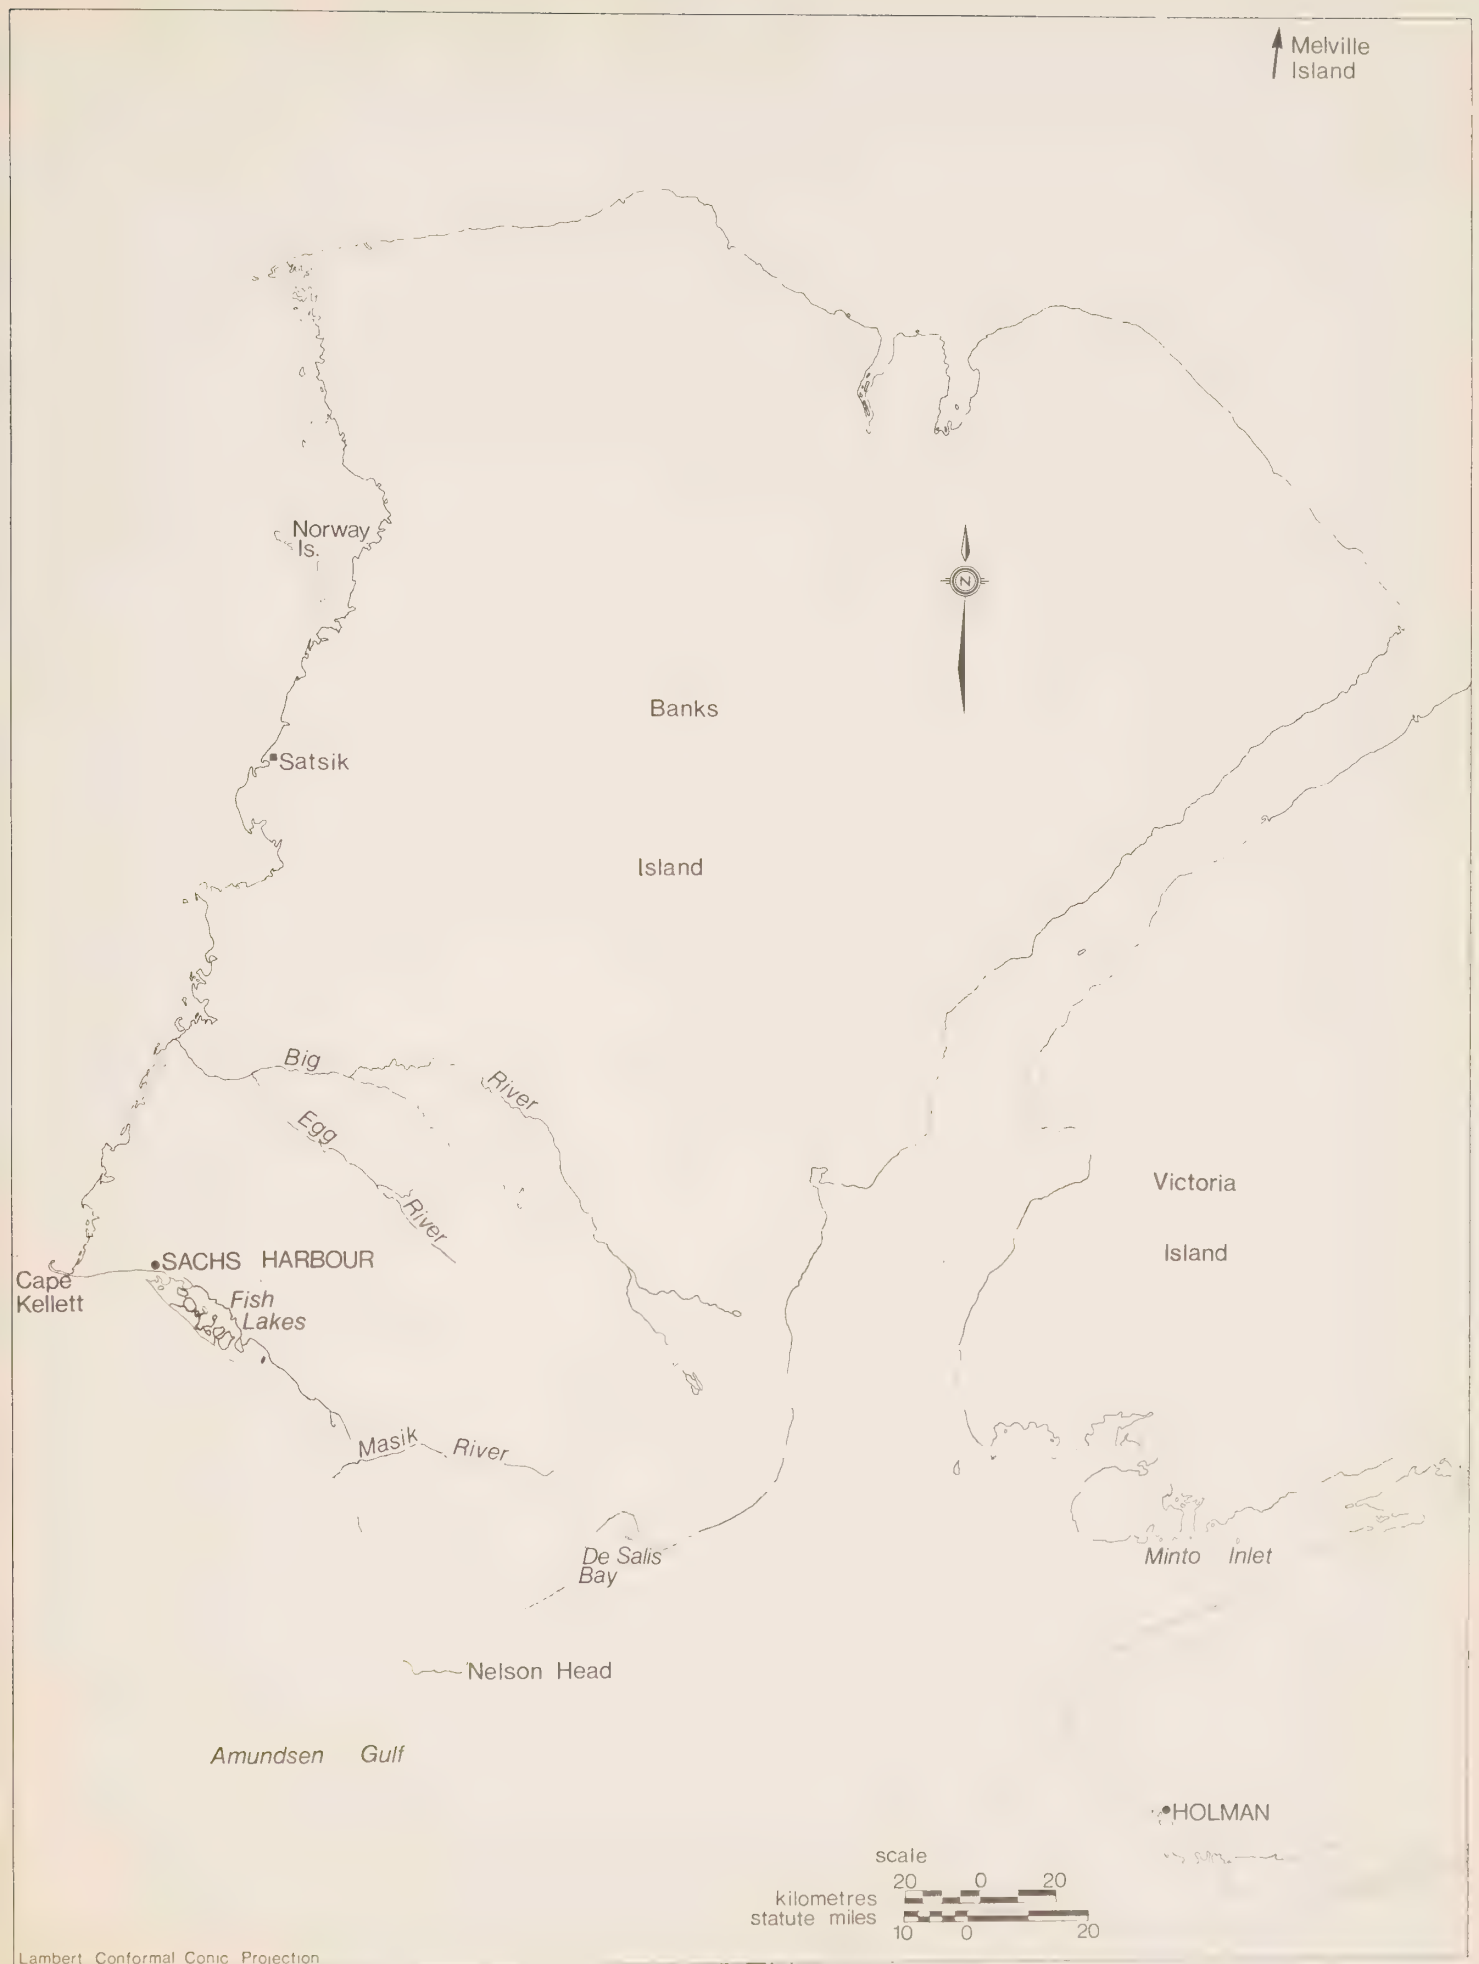 Melville
Island
Norway
Is.
N
Banks
Satsik
Island
Big
River
Egg
River
Victoria
Island
SACHS HARBOUR
Cape
Kellett
Fish
Lakes
Masik River
De Salis
Bay
Minto Inlet
Nelson Head
Amundsen Gulf
HOLMAN
scale
20 0 20
kilometres
statute miles
10 0 20
Lambert Conformal Conic Projection